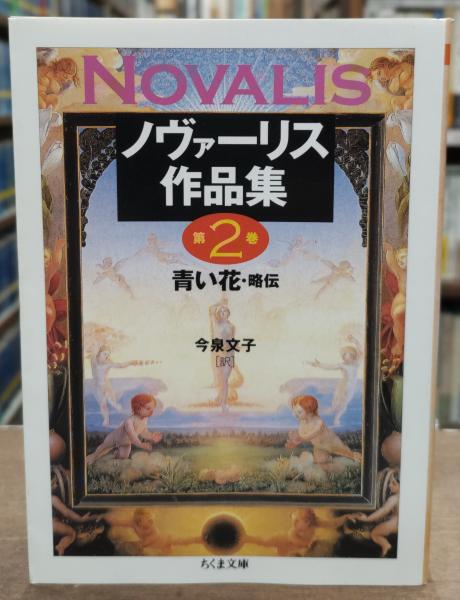 NOVALIS
ノヴァーリス
作品集
第2巻
青い花・略伝
今泉文子
[訳]
ちくま文庫